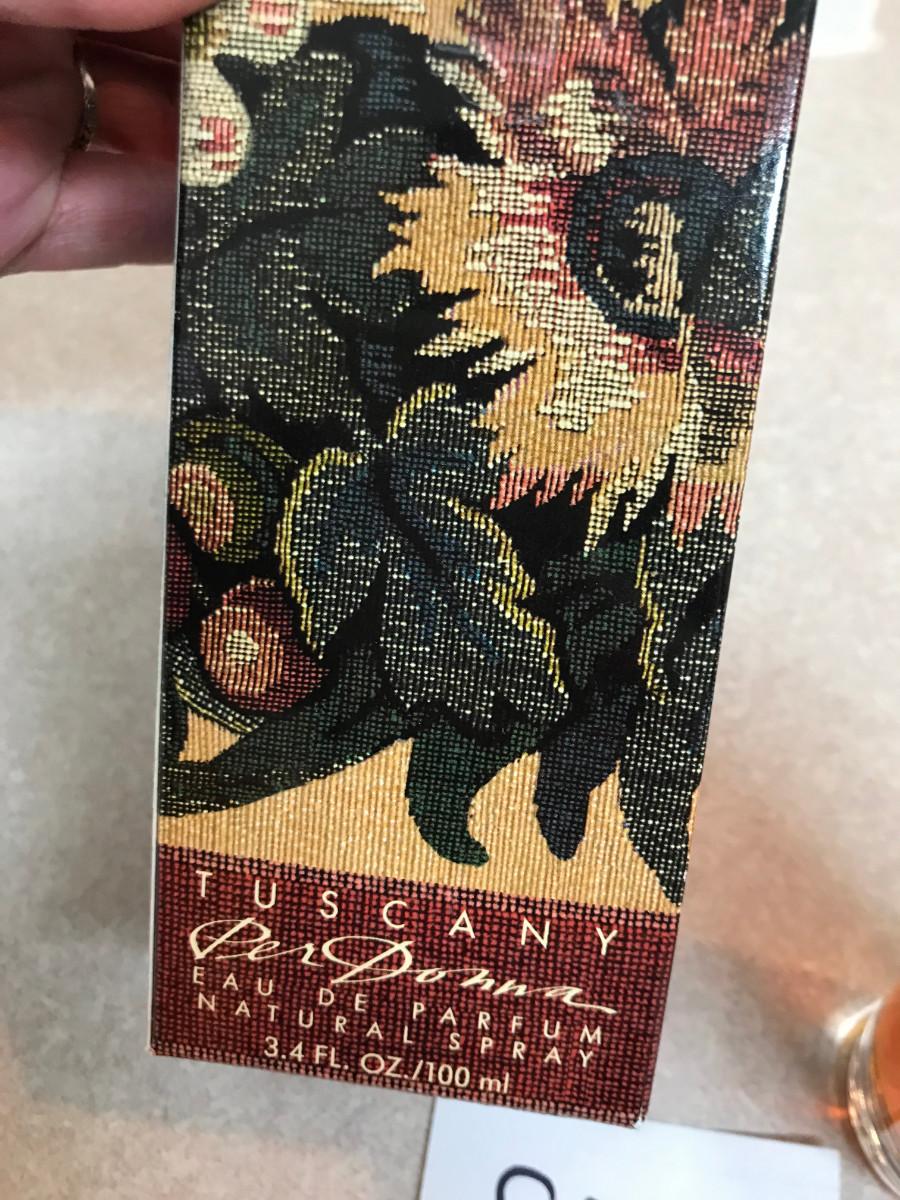 TUSCANY
Per Donna
EAU DE PARFUM
NATURAL SPRAY
3.4 FL. OZ./100 ml